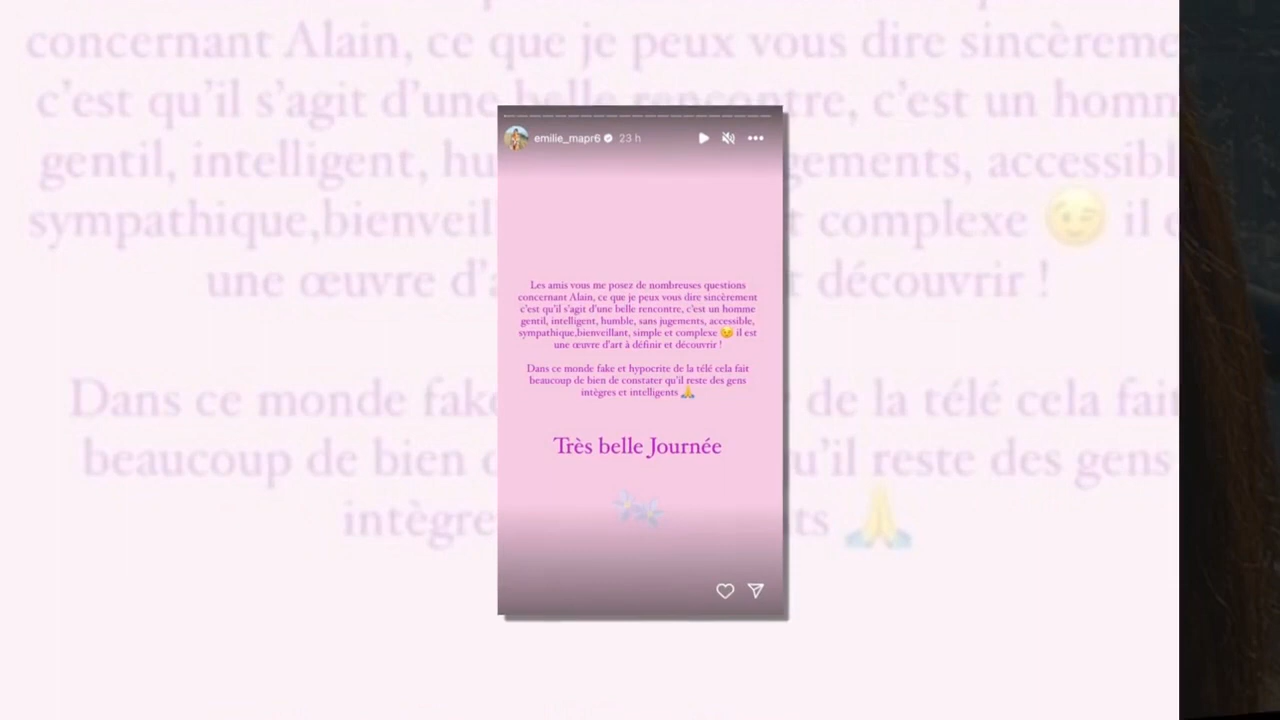 concernant Alain, ce que je peux vous dire sincèreme
c’est qu’il s’agit d’une belle rencontre, c’est un homm
gentil, intelligent, hu gements, accessibl
sympathique,bienveil t complexe 😉 il e
une œuvre d’a t découvrir !
Dans ce monde fake de la télé cela fait
beaucoup de bien d u’il reste des gens
intègre ts 🙏
emilie_mapr6 23 h
Les amis vous me posez de nombreuses questions
concernant Alain, ce que je peux vous dire sincèrement
c’est qu’il s’agit d’une belle rencontre, c’est un homme
gentil, intelligent, humble, sans jugements, accessible,
sympathique,bienveillant, simple et complexe 😉 il est
une œuvre d’art à définir et découvrir !
Dans ce monde fake et hypocrite de la télé cela fait
beaucoup de bien de constater qu’il reste des gens
intègres et intelligents 🙏
Très belle Journée